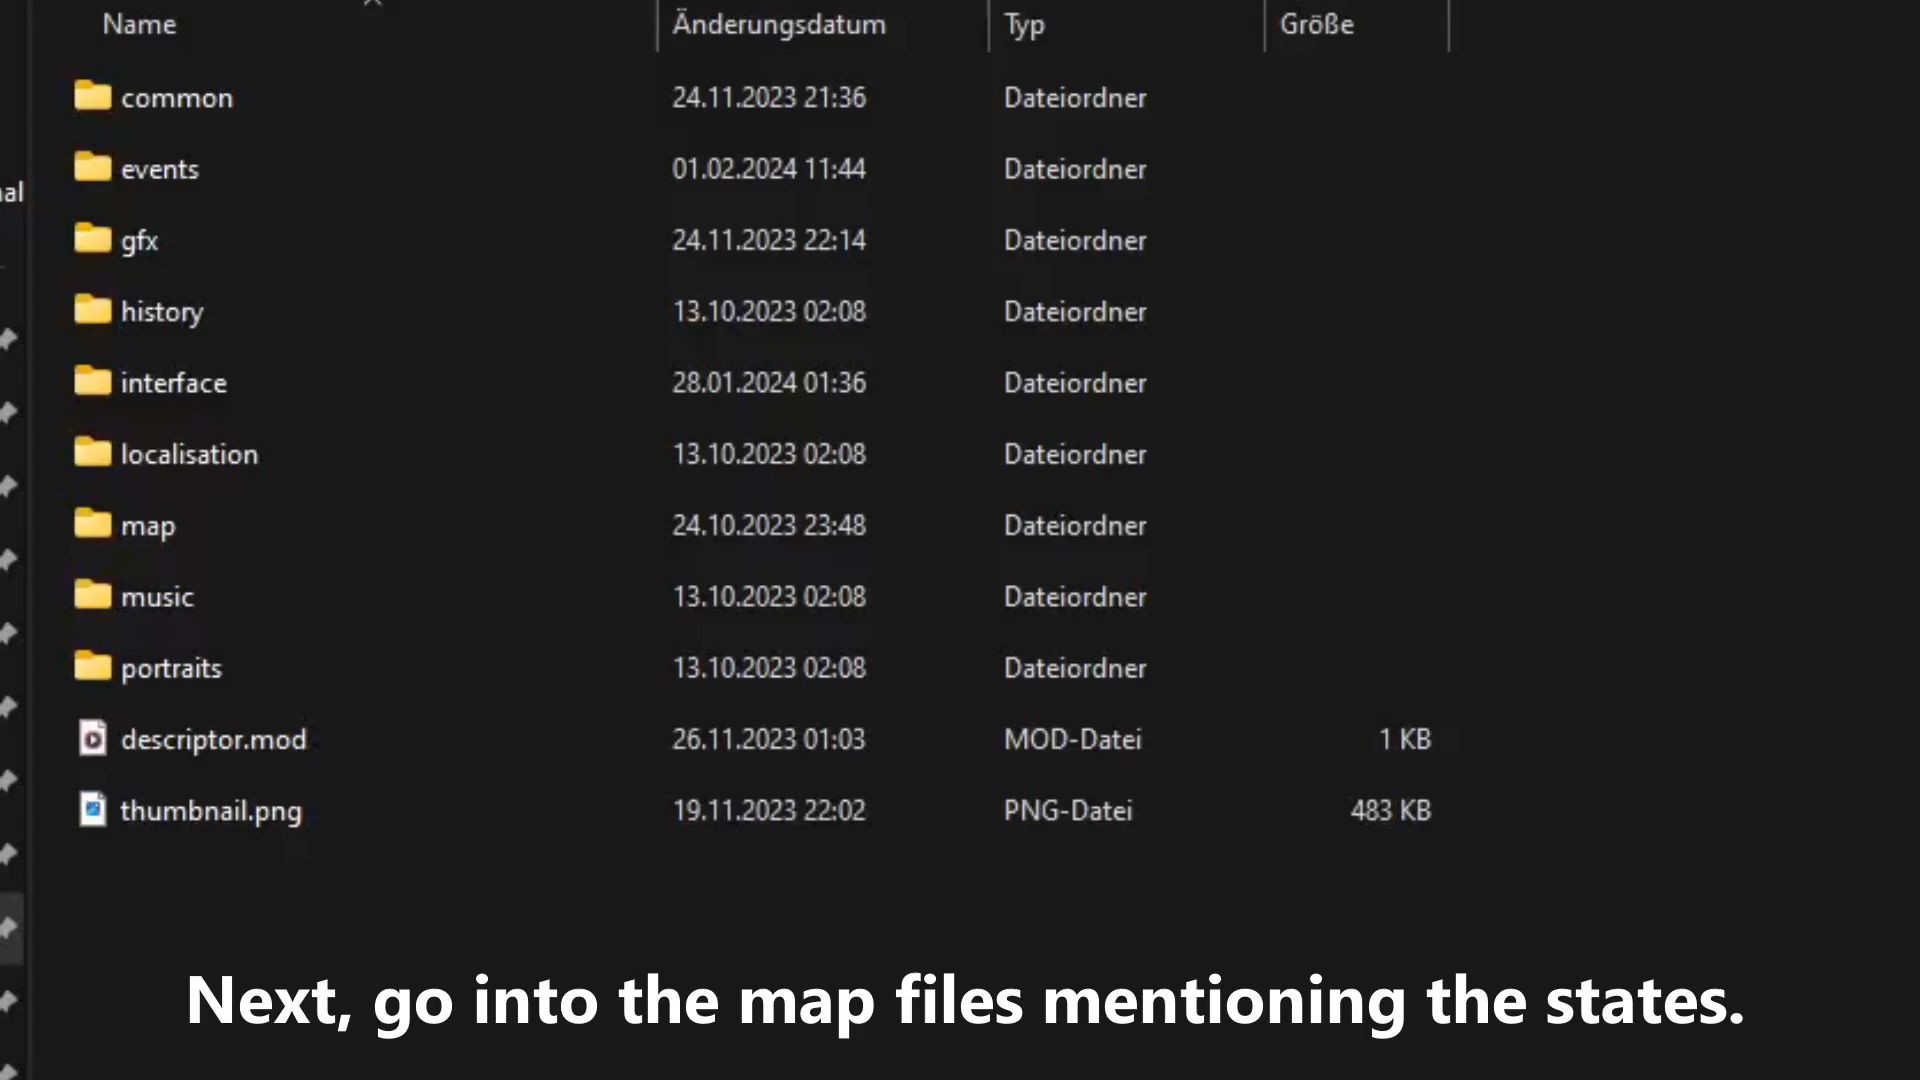 Name Änderungsdatum Typ Größe
common 24.11.2023 21:36 Dateiordner
events 01.02.2024 11:44 Dateiordner
gfx 24.11.2023 22:14 Dateiordner
history 13.10.2023 02:08 Dateiordner
interface 28.01.2024 01:36 Dateiordner
localisation 13.10.2023 02:08 Dateiordner
map 24.10.2023 23:48 Dateiordner
music 13.10.2023 02:08 Dateiordner
portraits 13.10.2023 02:08 Dateiordner
descriptor.mod 26.11.2023 01:03 MOD-Datei 1 KB
thumbnail.png 19.11.2023 22:02 PNG-Datei 483 KB
Next, go into the map files mentioning the states.